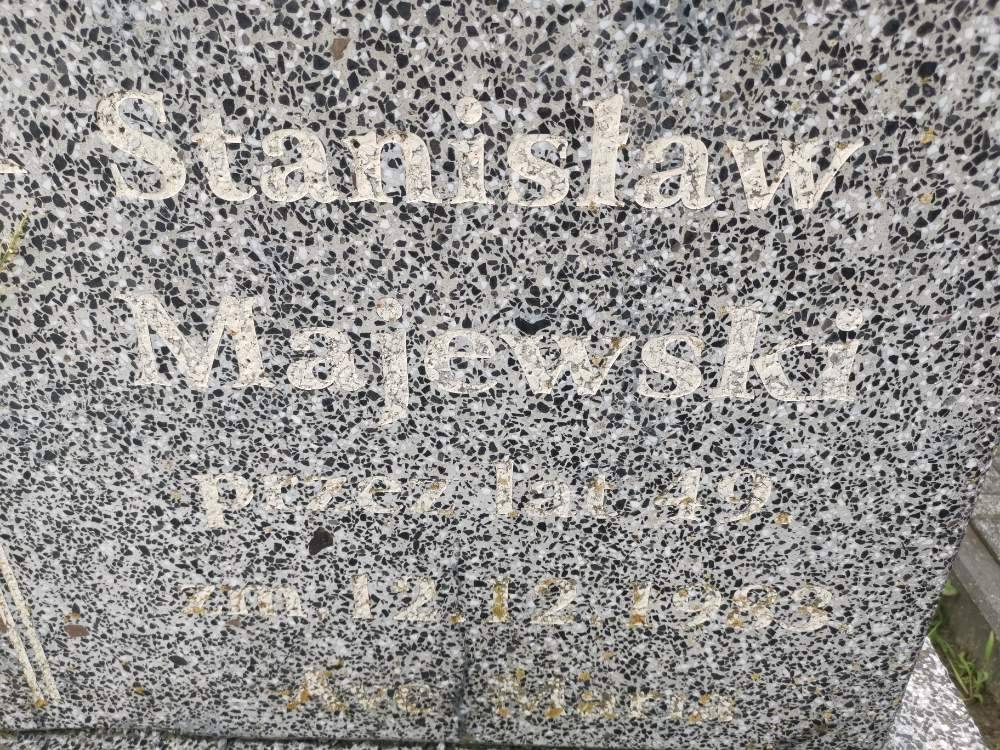 Stanisław
Majewski
przez lat 49.
zm. 12.12.1983
Ave Maria